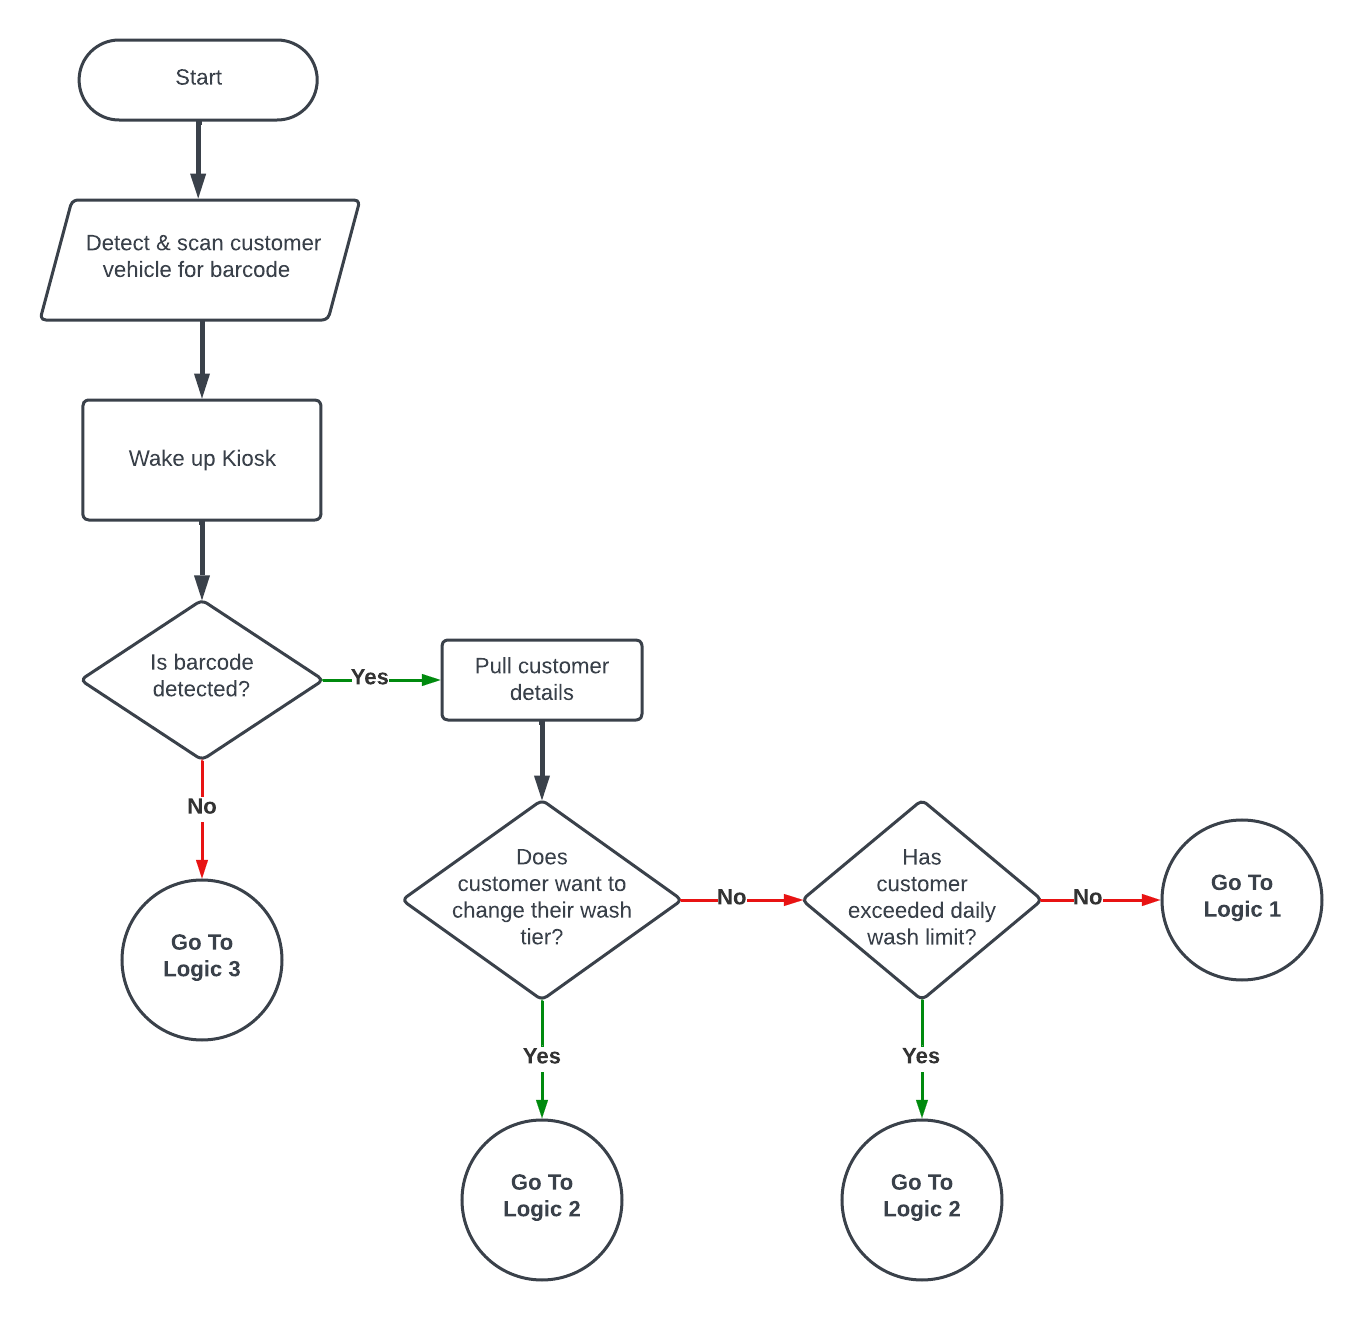 Start
Detect & scan customer
vehicle for barcode
Wake up Kiosk
Is barcode
detected?
Yes
Pull customer
details
No
Go To
Logic 3
Does
customer want to
change their wash
tier?
No
Has
customer
exceeded daily
wash limit?
No
Go To
Logic 1
Yes
Go To
Logic 2
Yes
Go To
Logic 2